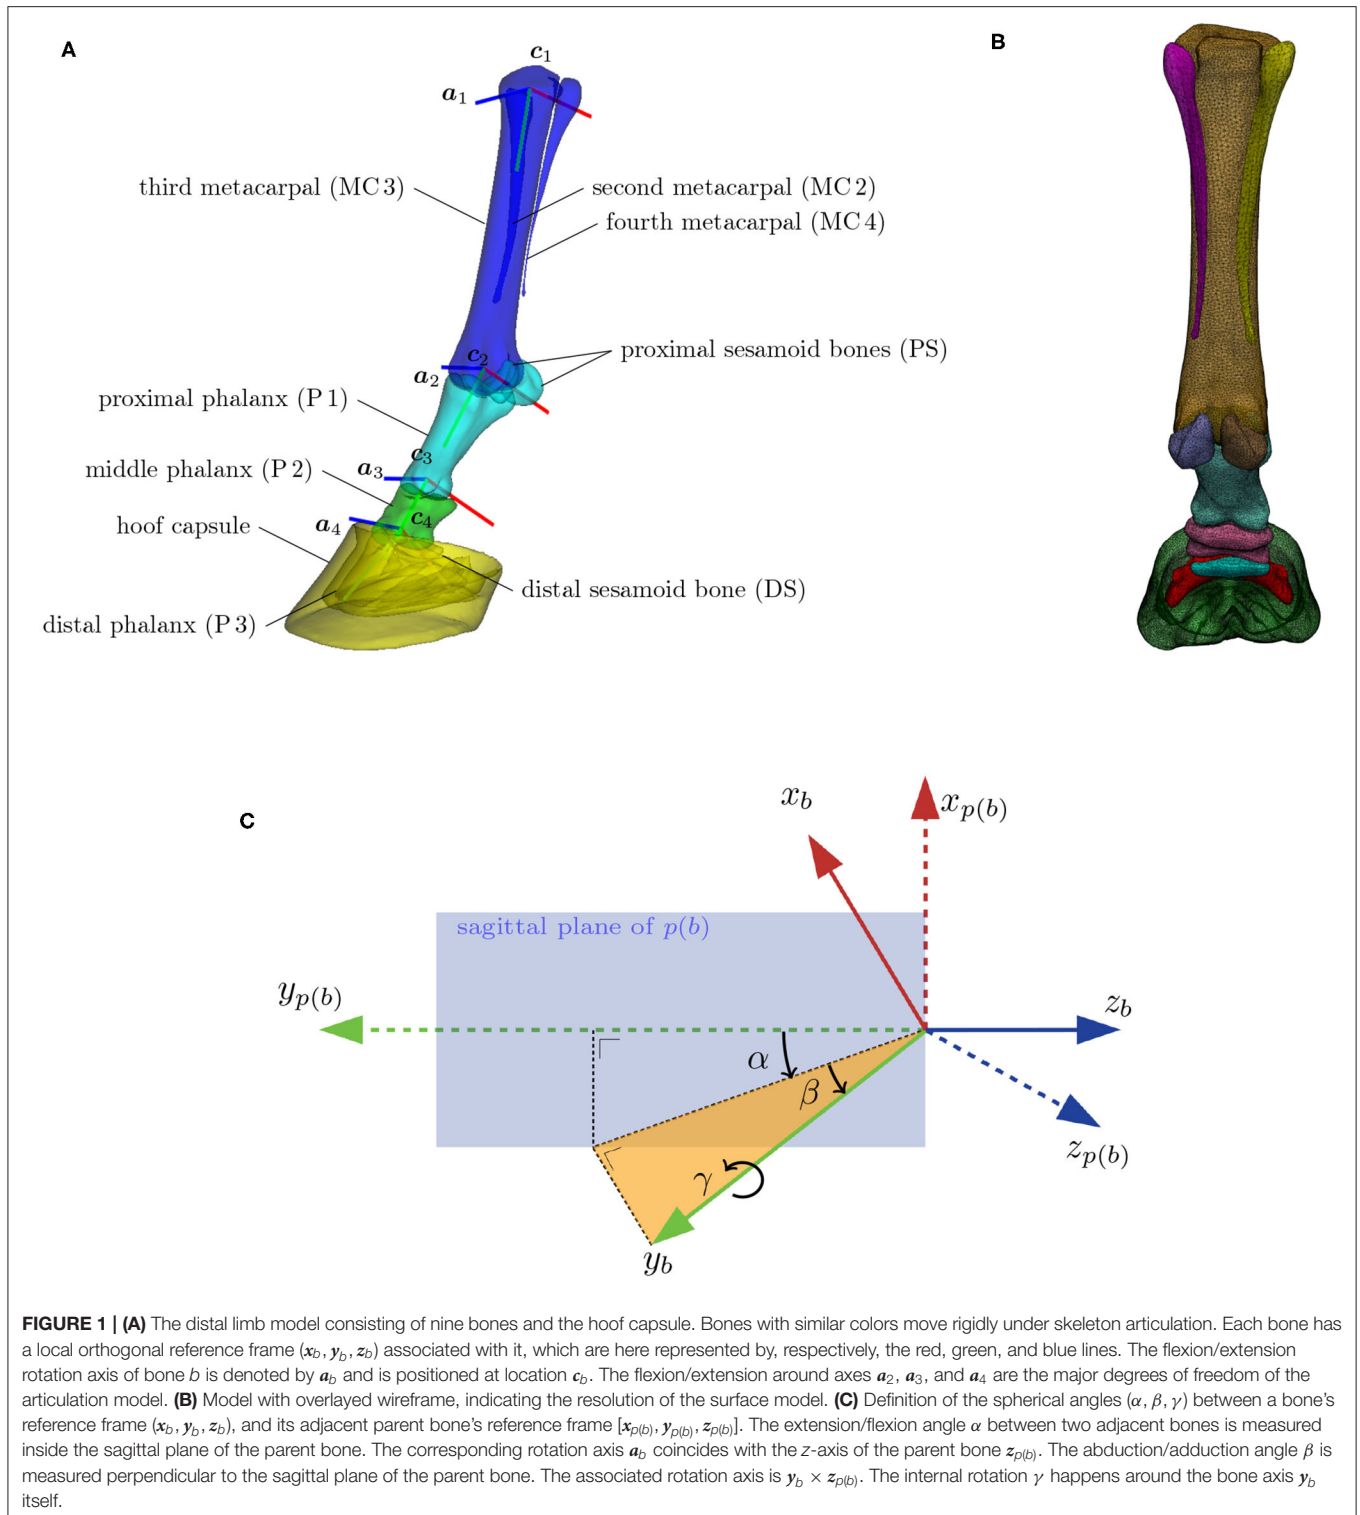 A
B
c1
a1
third metacarpal (MC 3)
second metacarpal (MC 2)
fourth metacarpal (MC 4)
c2
proximal sesamoid bones (PS)
a2
proximal phalanx (P 1)
c3
middle phalanx (P 2)
a3
c4
a4
hoof capsule
distal sesamoid bone (DS)
distal phalanx (P 3)
C
xb
xp(b)
sagittal plane of p(b)
yp(b)
zb
α
β
zp(b)
γ
yb
FIGURE 1 | (A) The distal limb model consisting of nine bones and the hoof capsule. Bones with similar colors move rigidly under skeleton articulation. Each bone has
a local orthogonal reference frame (xb, yb, zb) associated with it, which are here represented by, respectively, the red, green, and blue lines. The flexion/extension
rotation axis of bone b is denoted by ab and is positioned at location cb. The flexion/extension around axes a2, a3, and a4 are the major degrees of freedom of the
articulation model. (B) Model with overlayed wireframe, indicating the resolution of the surface model. (C) Definition of the spherical angles (α, β, γ) between a bone's
reference frame (xb, yb, zb), and its adjacent parent bone's reference frame [xp(b), yp(b), zp(b)]. The extension/flexion angle α between two adjacent bones is measured
inside the sagittal plane of the parent bone. The corresponding rotation axis ab coincides with the z-axis of the parent bone zp(b). The abduction/adduction angle β is
measured perpendicular to the sagittal plane of the parent bone. The associated rotation axis is yb × zp(b). The internal rotation γ happens around the bone axis yb
itself.